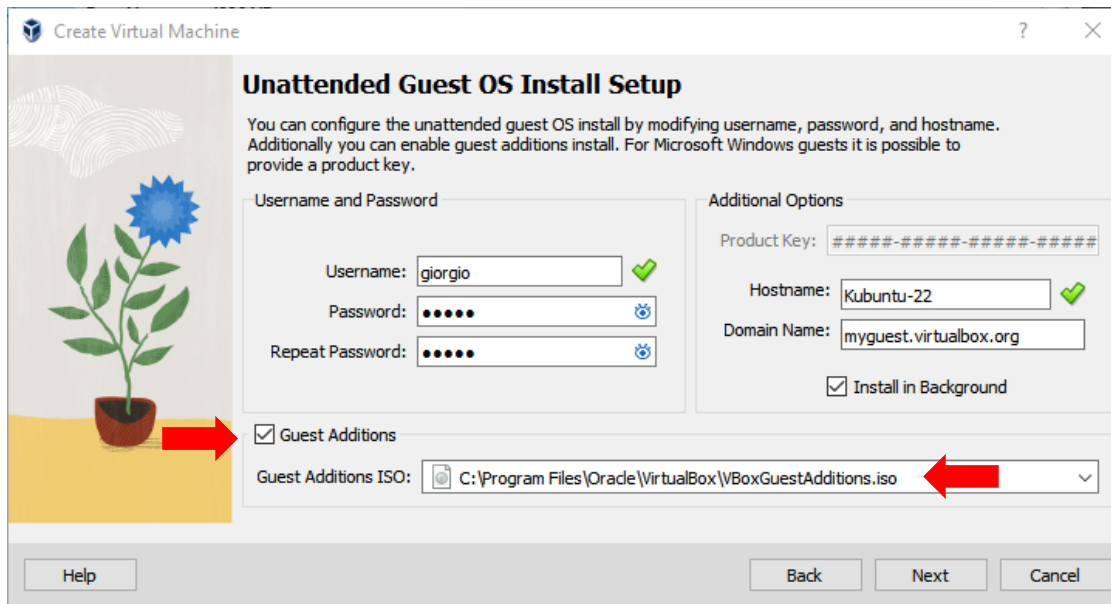 Create Virtual Machine
?
Unattended Guest OS Install Setup
You can configure the unattended guest OS install by modifying username, password, and hostname.
Additionally you can enable guest additions install. For Microsoft Windows guests it is possible to
provide a product key.
Username and Password
Username: giorgio
Password: ●●●●●
Repeat Password: ●●●●●
Additional Options
Product Key: #####-#####-#####-#####
Hostname: Kubuntu-22
Domain Name: myguest.virtualbox.org
Install in Background
Guest Additions
Guest Additions ISO: C:\Program Files\Oracle\VirtualBox\VBoxGuestAdditions.iso
Help Back Next Cancel